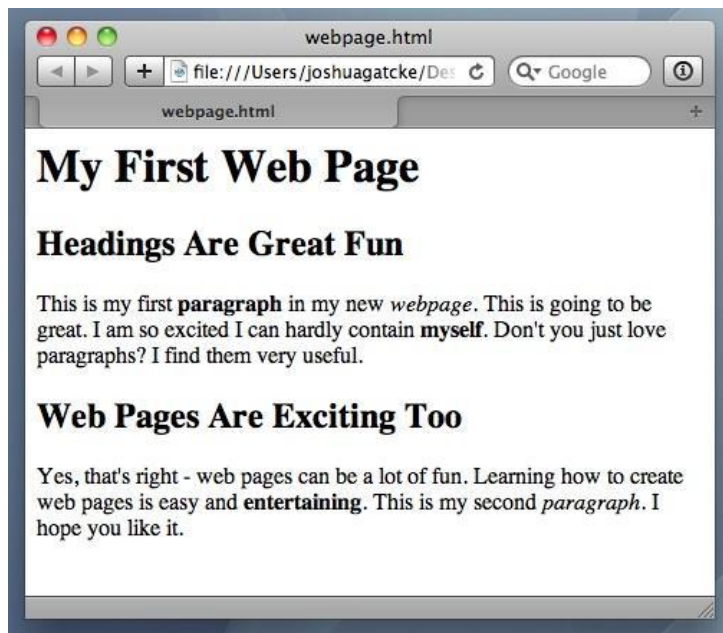 webpage.html
file:///Users/joshuagatcke/Des
Google
webpage.html
My First Web Page
Headings Are Great Fun
This is my first paragraph in my new webpage. This is going to be
great. I am so excited I can hardly contain myself. Don't you just love
paragraphs? I find them very useful.
Web Pages Are Exciting Too
Yes, that's right - web pages can be a lot of fun. Learning how to create
web pages is easy and entertaining. This is my second paragraph. I
hope you like it.